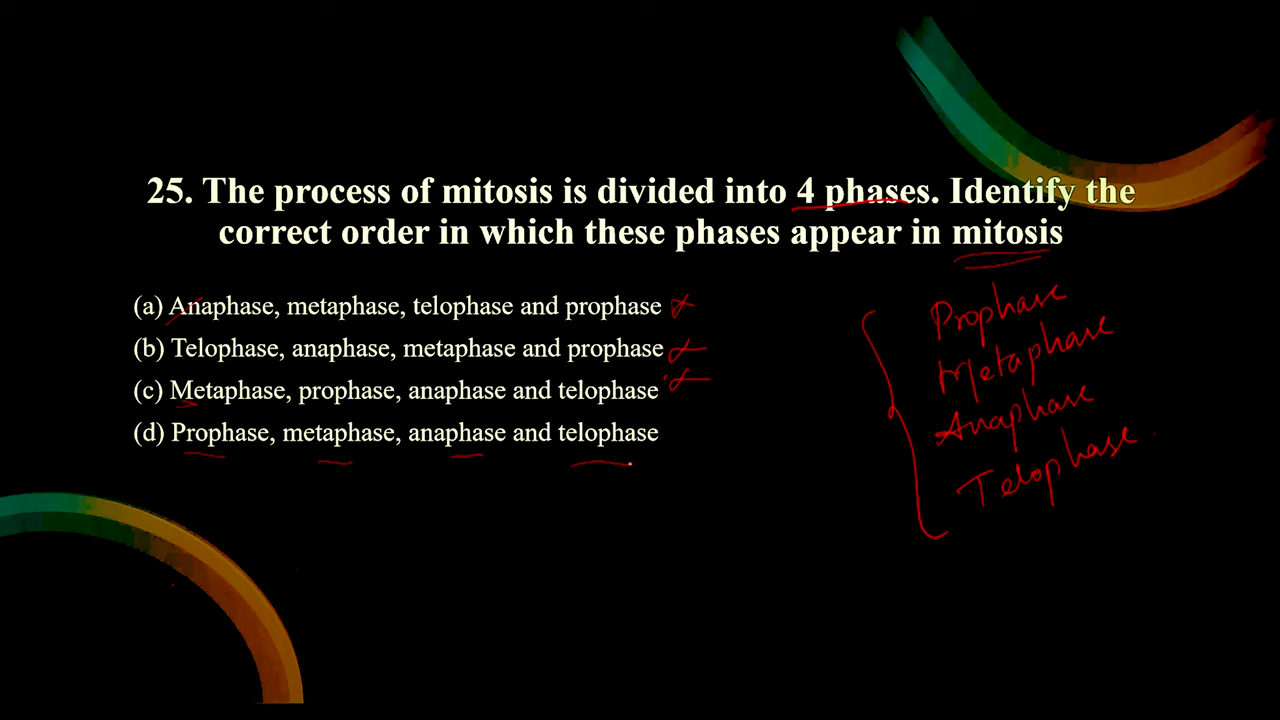 25. The process of mitosis is divided into 4 phases. Identify the
correct order in which these phases appear in mitosis
(a) Anaphase, metaphase, telophase and prophase
(b) Telophase, anaphase, metaphase and prophase
(c) Metaphase, prophase, anaphase and telophase
(d) Prophase, metaphase, anaphase and telophase
Prophase
Metaphase
Anaphase
Telophase